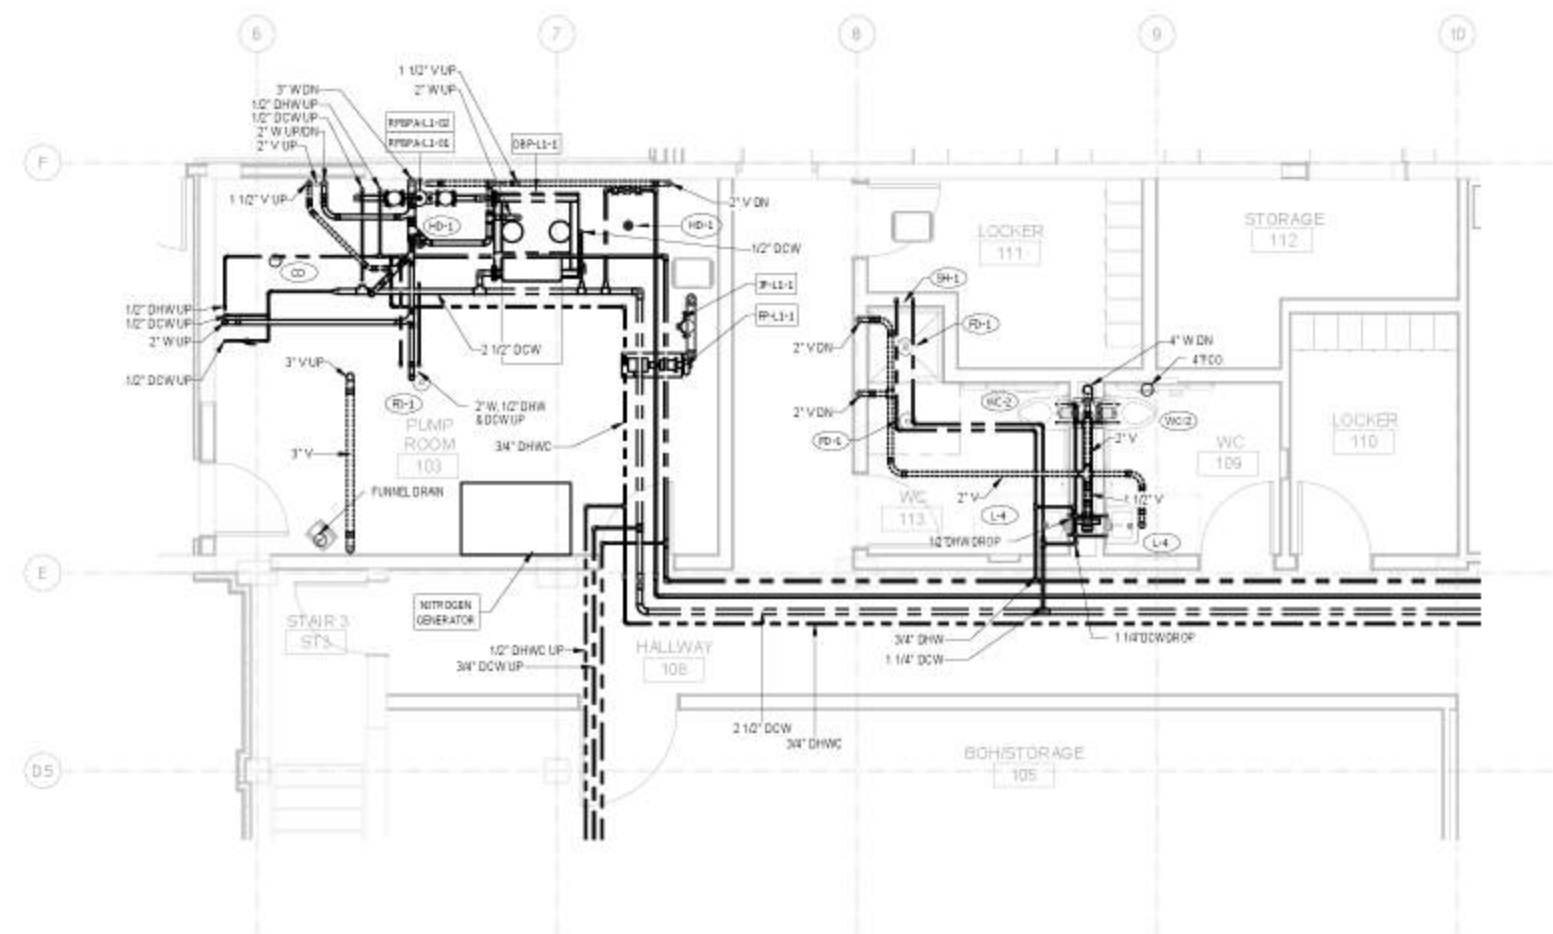 6
7
8
9
10
1 1/2" V UP
2" W UP
3" W DN
1/2" DHW UP
1/2" DCW UP
2" W UP/DN
2" V UP
RPBPA-L1-02
RPBPA-L1-01
DBP-L1-1
F
1 1/2" V UP
2" V DN
HD-1
HD-1
1/2" DCW
CO
LOCKER
111
STORAGE
112
SH-1
JP-L1-1
FP-L1-1
1/2" DHW UP
1/2" DCW UP
2" W UP
1/2" DCW UP
2 1/2" DCW
FD-1
2" V DN
4" W DN
4"FCO
3" V UP
FD-1
2" W, 1/2" DHW
& DCW UP
2" V DN
WC-2
WC-2
PUMP
ROOM
103
3/4" DHWC
FD-1
2" V
WC
109
LOCKER
110
3" V
FUNNEL DRAIN
WC
113
2" V
1 1/2" V
L-4
1/2"DHW DROP
L-4
E
NITROGEN
GENERATOR
STAIR 3
ST3
1/2" DHWC UP
3/4" DCW UP
HALLWAY
108
3/4" DHW
1 1/4" DCW
1 1/4"DCW DROP
2 1/2" DCW
3/4" DHWC
BOH/STORAGE
105
D5